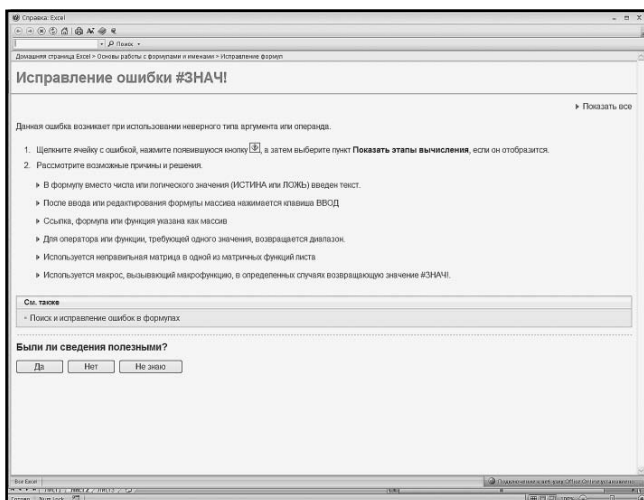 Справка: Excel
Поиск
Домашняя страница Excel > Основы работы с формулами и именами > Исправление формул
Исправление ошибки #ЗНАЧ!
Показать все
Данная ошибка возникает при использовании неверного типа аргумента или операнда.
1. Щелкните ячейку с ошибкой, нажмите появившуюся кнопку , а затем выберите пункт Показать этапы вычисления, если он отобразится.
2. Рассмотрите возможные причины и решения.
В формулу вместо числа или логического значения (ИСТИНА или ЛОЖЬ) введен текст.
После ввода или редактирования формулы массива нажимается клавиша ВВОД
Ссылка, формула или функция указана как массив
Для оператора или функции, требующей одного значения, возвращается диапазон.
Используется неправильная матрица в одной из матричных функций листа
Используется макрос, вызывающий макрофункцию, в определенных случаях возвращающую значение #ЗНАЧ!.
См. также
Поиск и исправление ошибок в формулах
Были ли сведения полезными?
Да Нет Не знаю
Все Excel